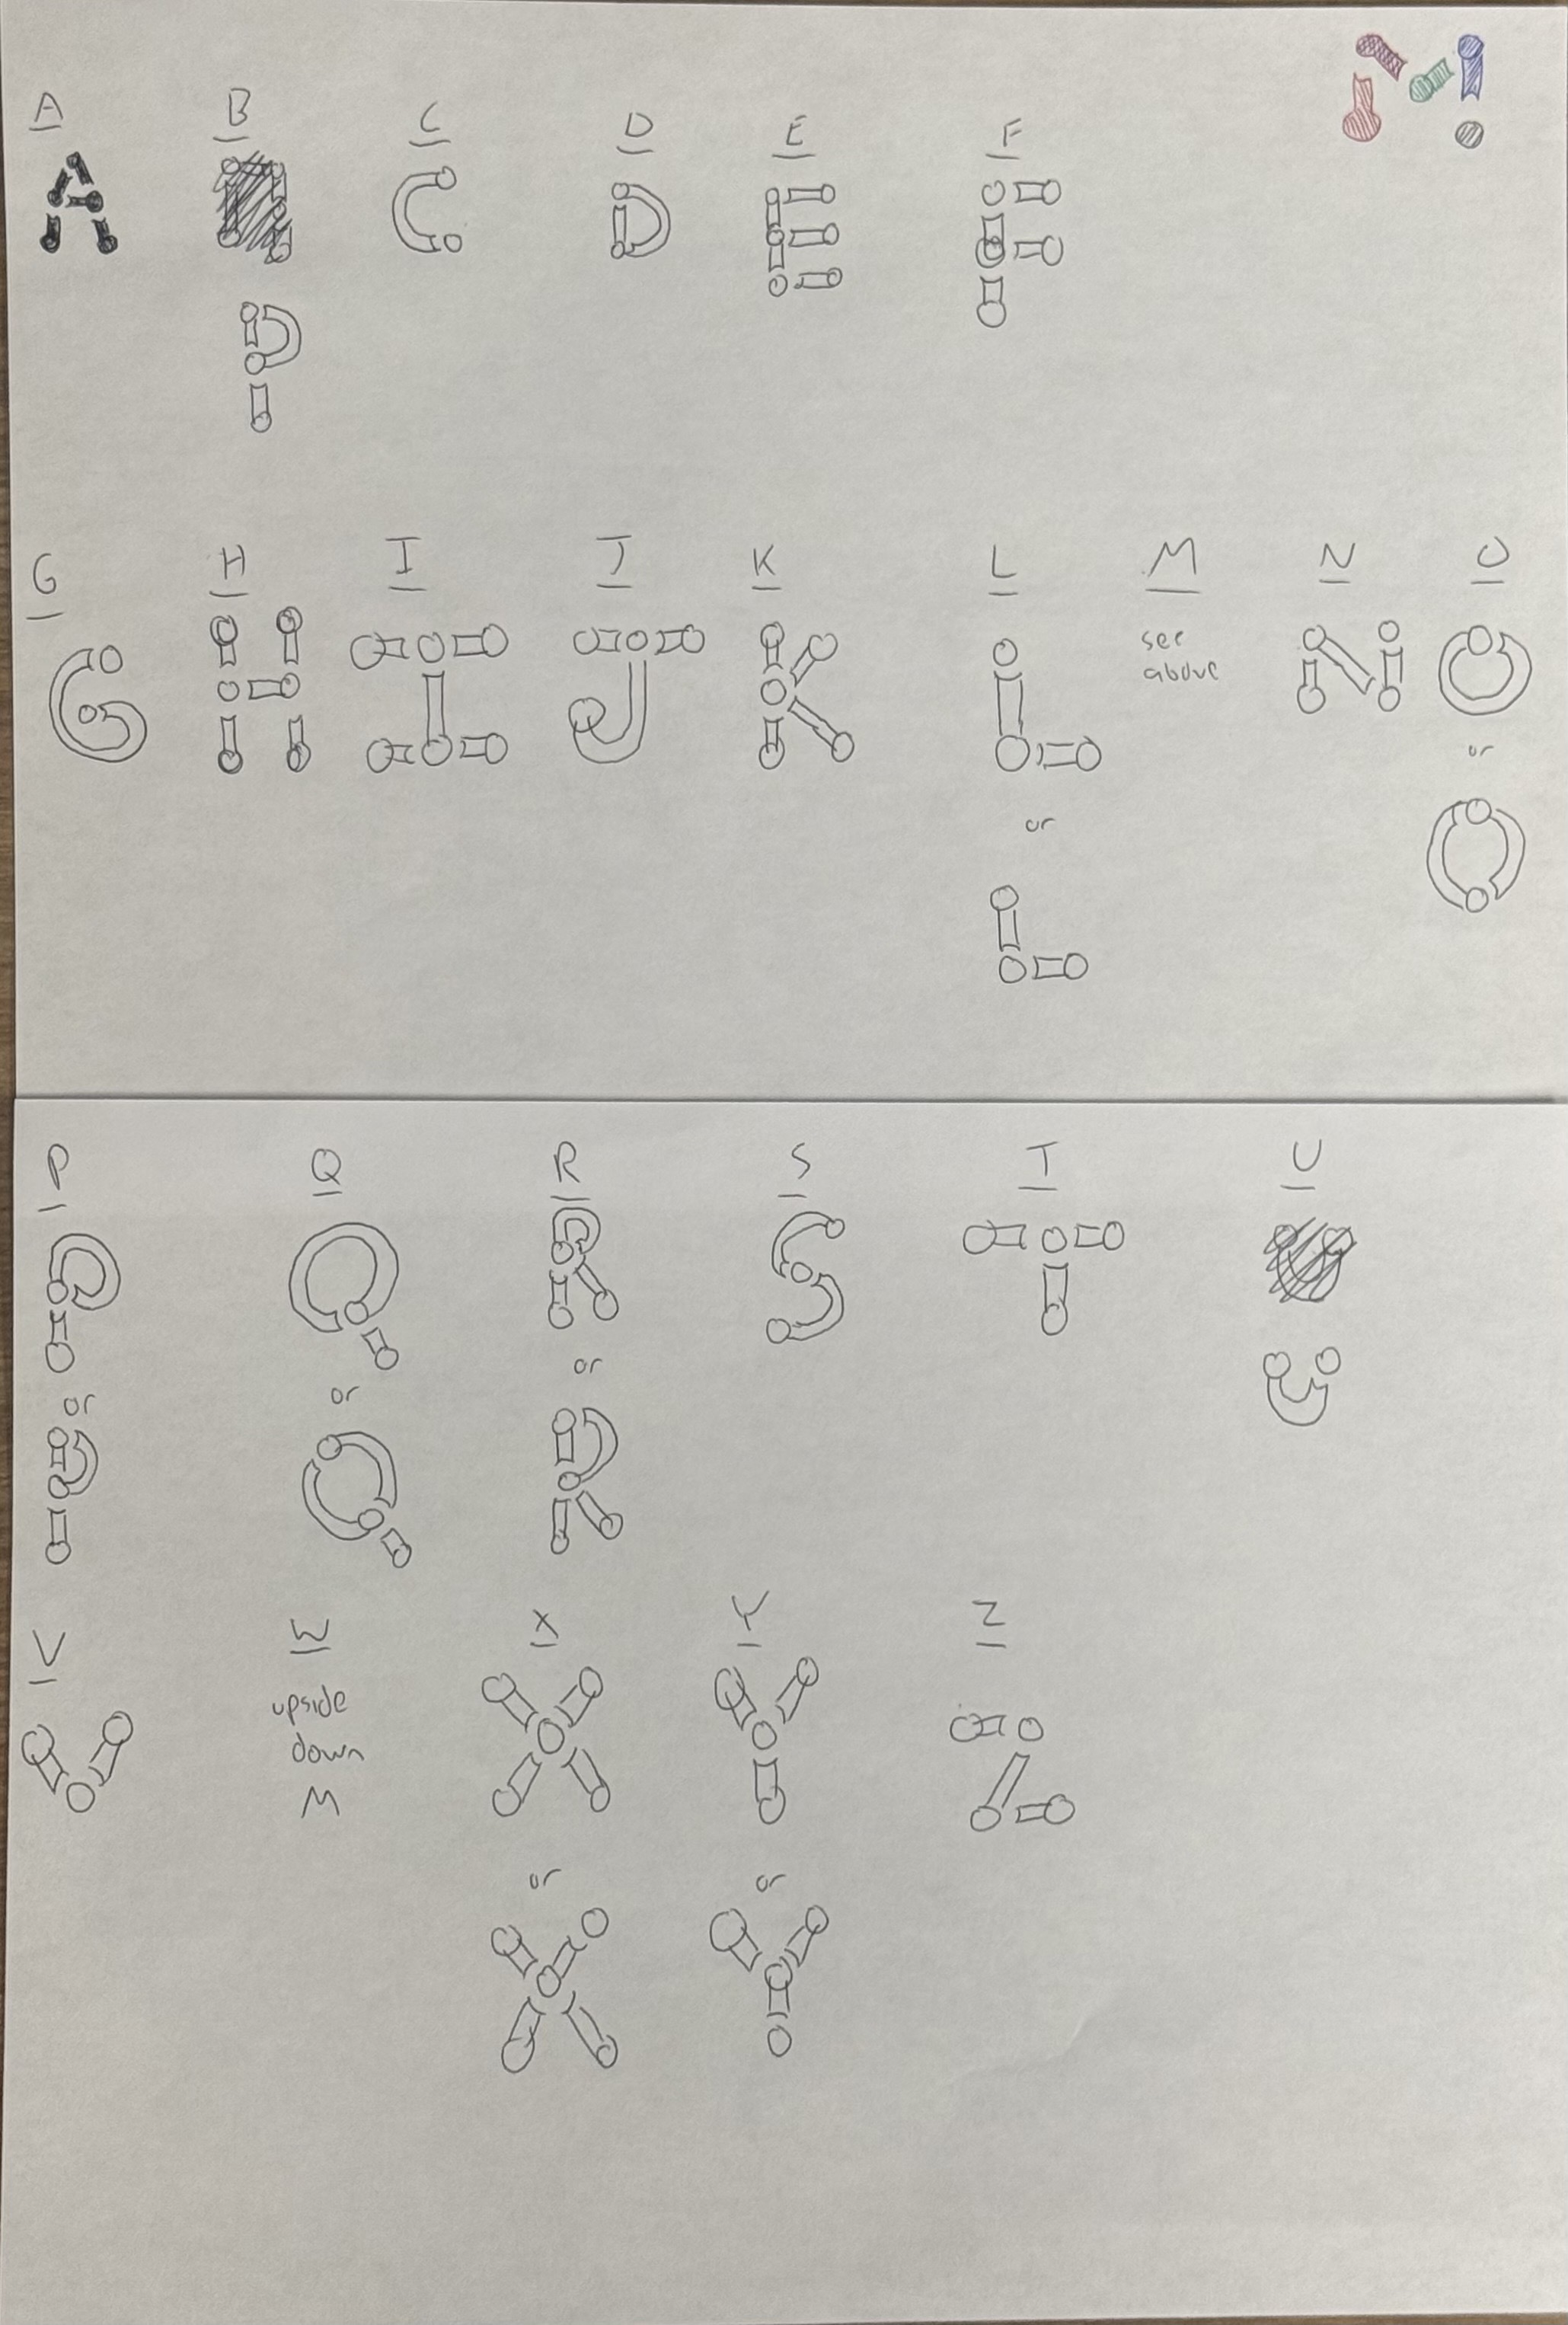 A B C D E F
G H I J K L M N O
see
above
or
or
P Q R S T U
or
or
or
V W X Y Z
upside
down
M
or
or